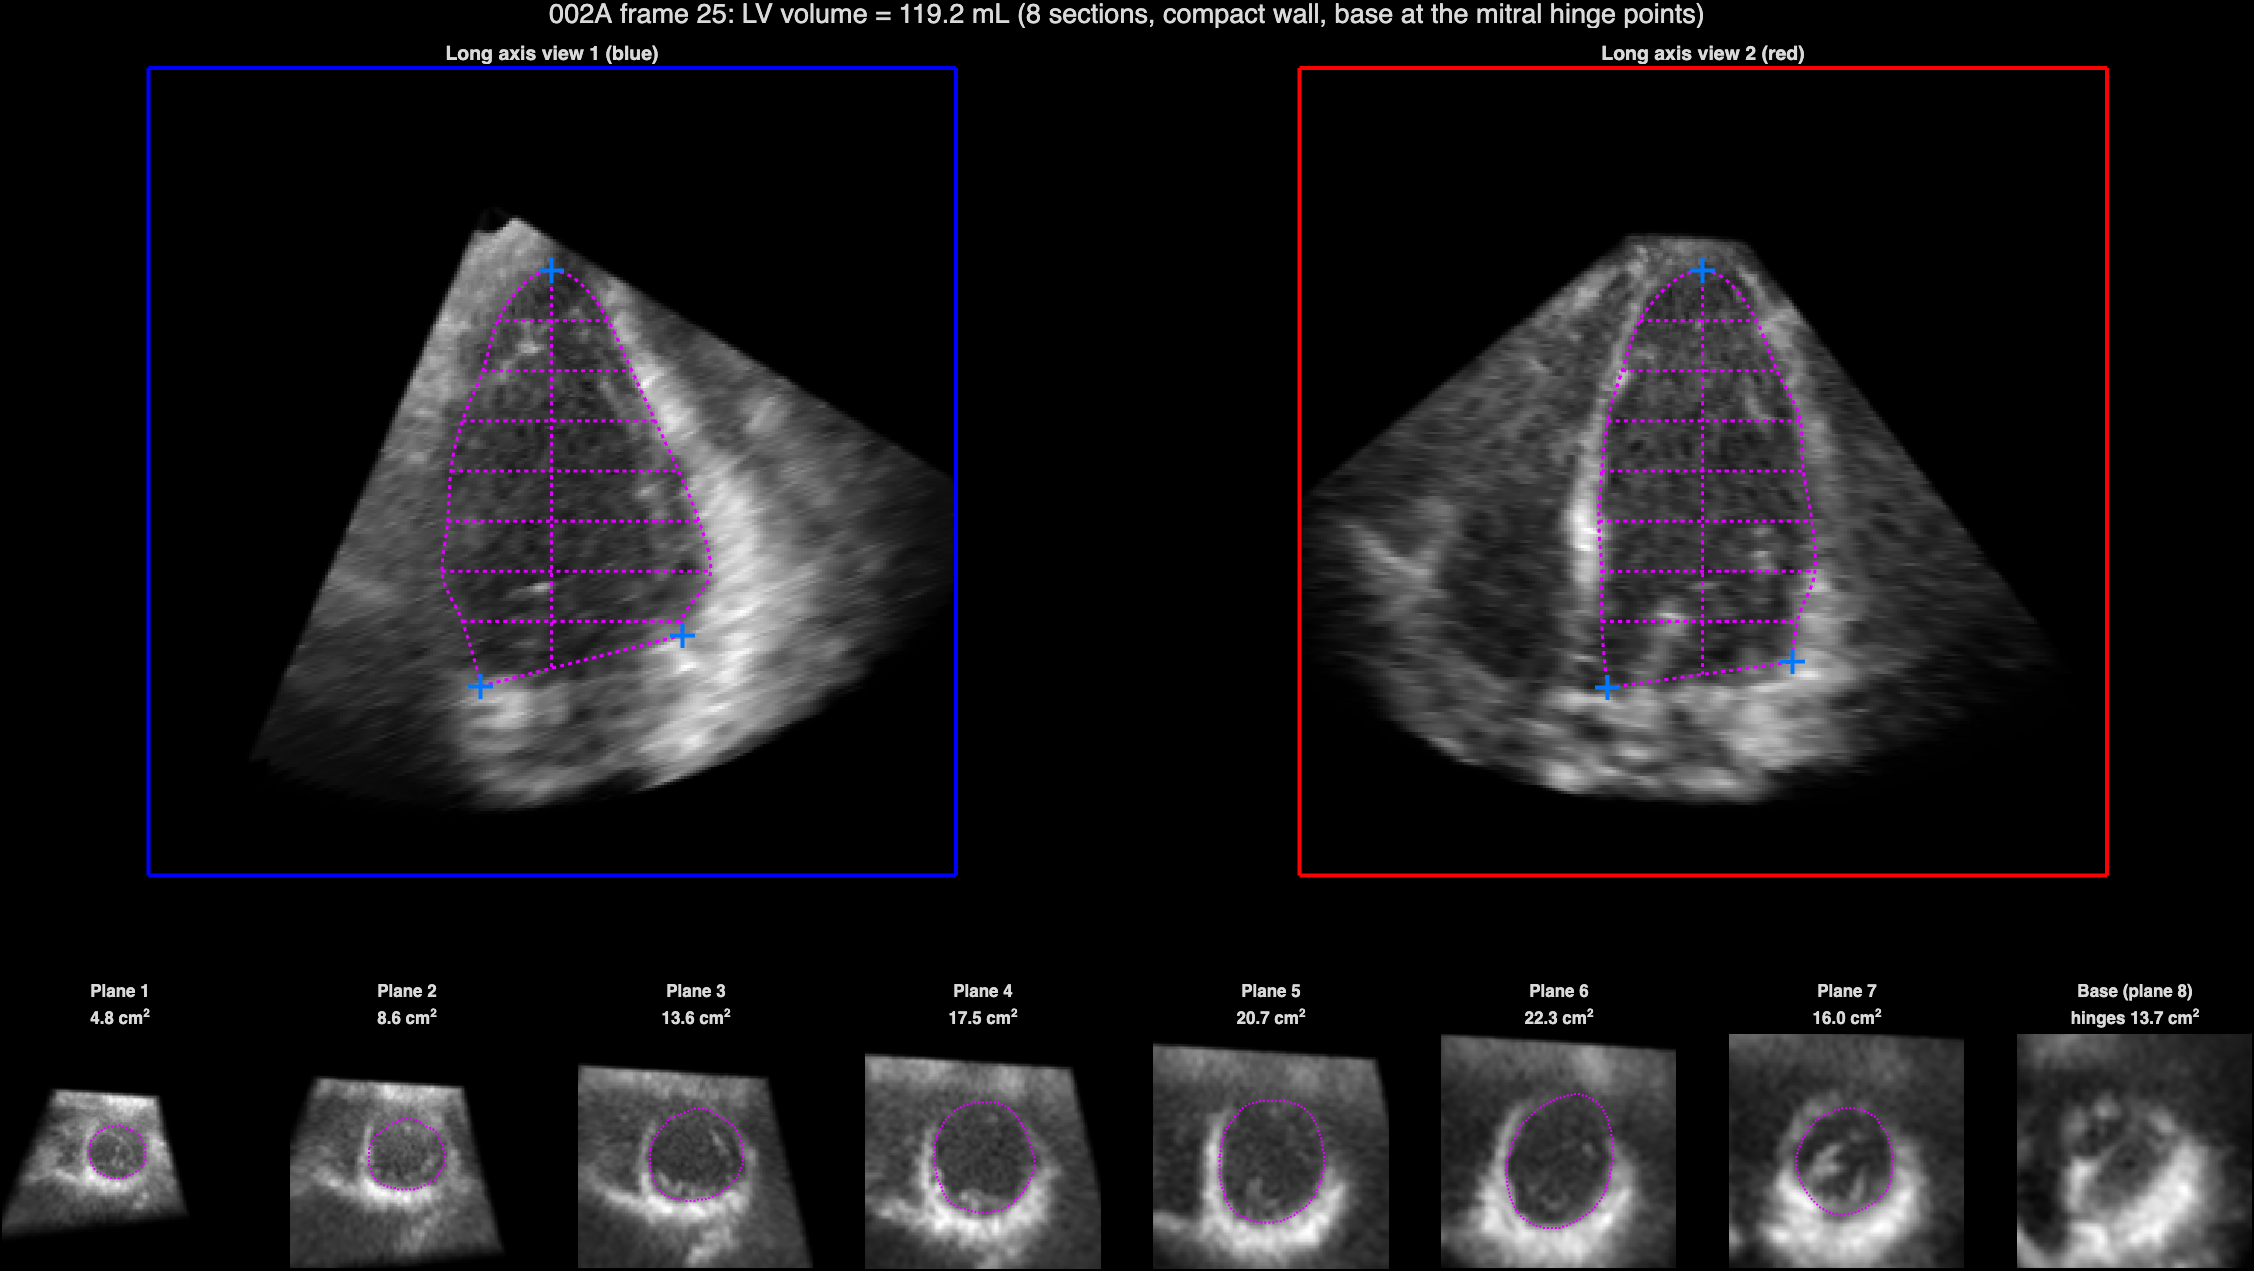 002A frame 25: LV volume = 119.2 mL (8 sections, compact wall, base at the mitral hinge points)
Long axis view 1 (blue)
Long axis view 2 (red)
Plane 1
4.8 cm²
Plane 2
8.6 cm²
Plane 3
13.6 cm²
Plane 4
17.5 cm²
Plane 5
20.7 cm²
Plane 6
22.3 cm²
Plane 7
16.0 cm²
Base (plane 8)
hinges 13.7 cm²